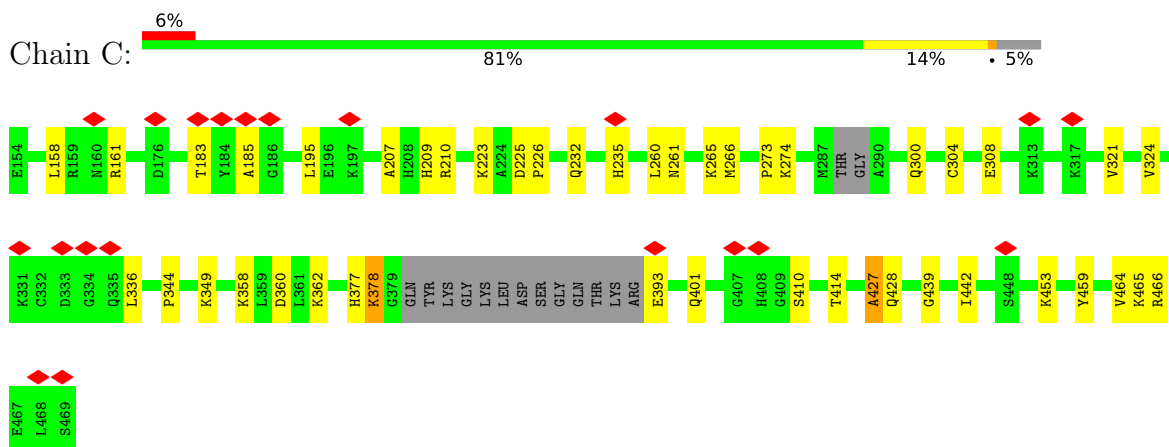 6%
Chain C:
81%
14%
•
5%
E154 L158 R159 N160 R161 D176 T183 Y184 A185 G186 L195 E196 K197 A207 H208 H209 R210 K223 A224 D225 P226 Q232 H235 L260 N261 K265 M266 P273 K274 M287 THR GLY A290 Q300 C304 E308 K313 K317 V321 V324
K331 C332 D333 G334 Q335 L336 P344 K349 K358 L359 D360 L361 K362 H377 K378 G379 GLN TYR LYS GLY LYS LEU ASP SER GLY GLN THR LYS ARG E393 Q401 G407 H408 G409 S410 T414 A427 Q428 G439 I442 S448 K453 Y459 V464 K465 R466
E467 L468 S469